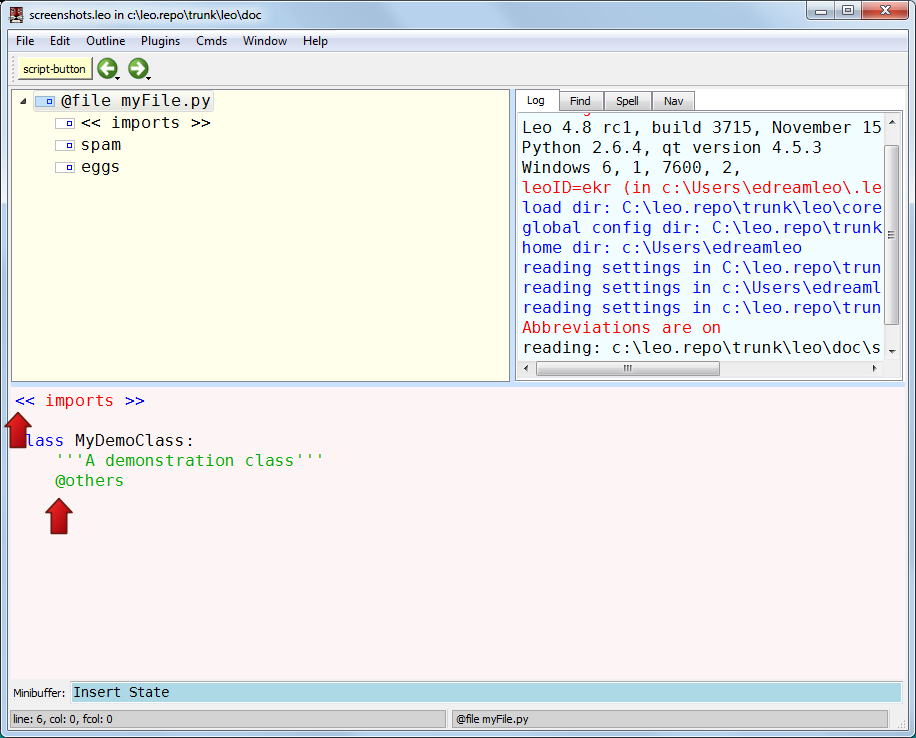 screenshots.leo in c:\leo.repo\trunk\leo\doc
File Edit Outline Plugins Cmds Window Help
script-button
@file myFile.py
<< imports >>
spam
eggs
Log Find Spell Nav
Leo 4.8 rc1, build 3715, November 15
Python 2.6.4, qt version 4.5.3
Windows 6, 1, 7600, 2,
leoID=ekr (in c:\Users\edreamleo\.le
load dir: C:\leo.repo\trunk\leo\core
global config dir: C:\leo.repo\trunk
home dir: c:\Users\edreamleo
reading settings in C:\leo.repo\trun
reading settings in c:\Users\edreaml
reading settings in c:\leo.repo\trun
Abbreviations are on
reading: c:\leo.repo\trunk\leo\doc\s
<< imports >>
class MyDemoClass:
'''A demonstration class'''
@others
Minibuffer: Insert State
line: 6, col: 0, fcol: 0
@file myFile.py